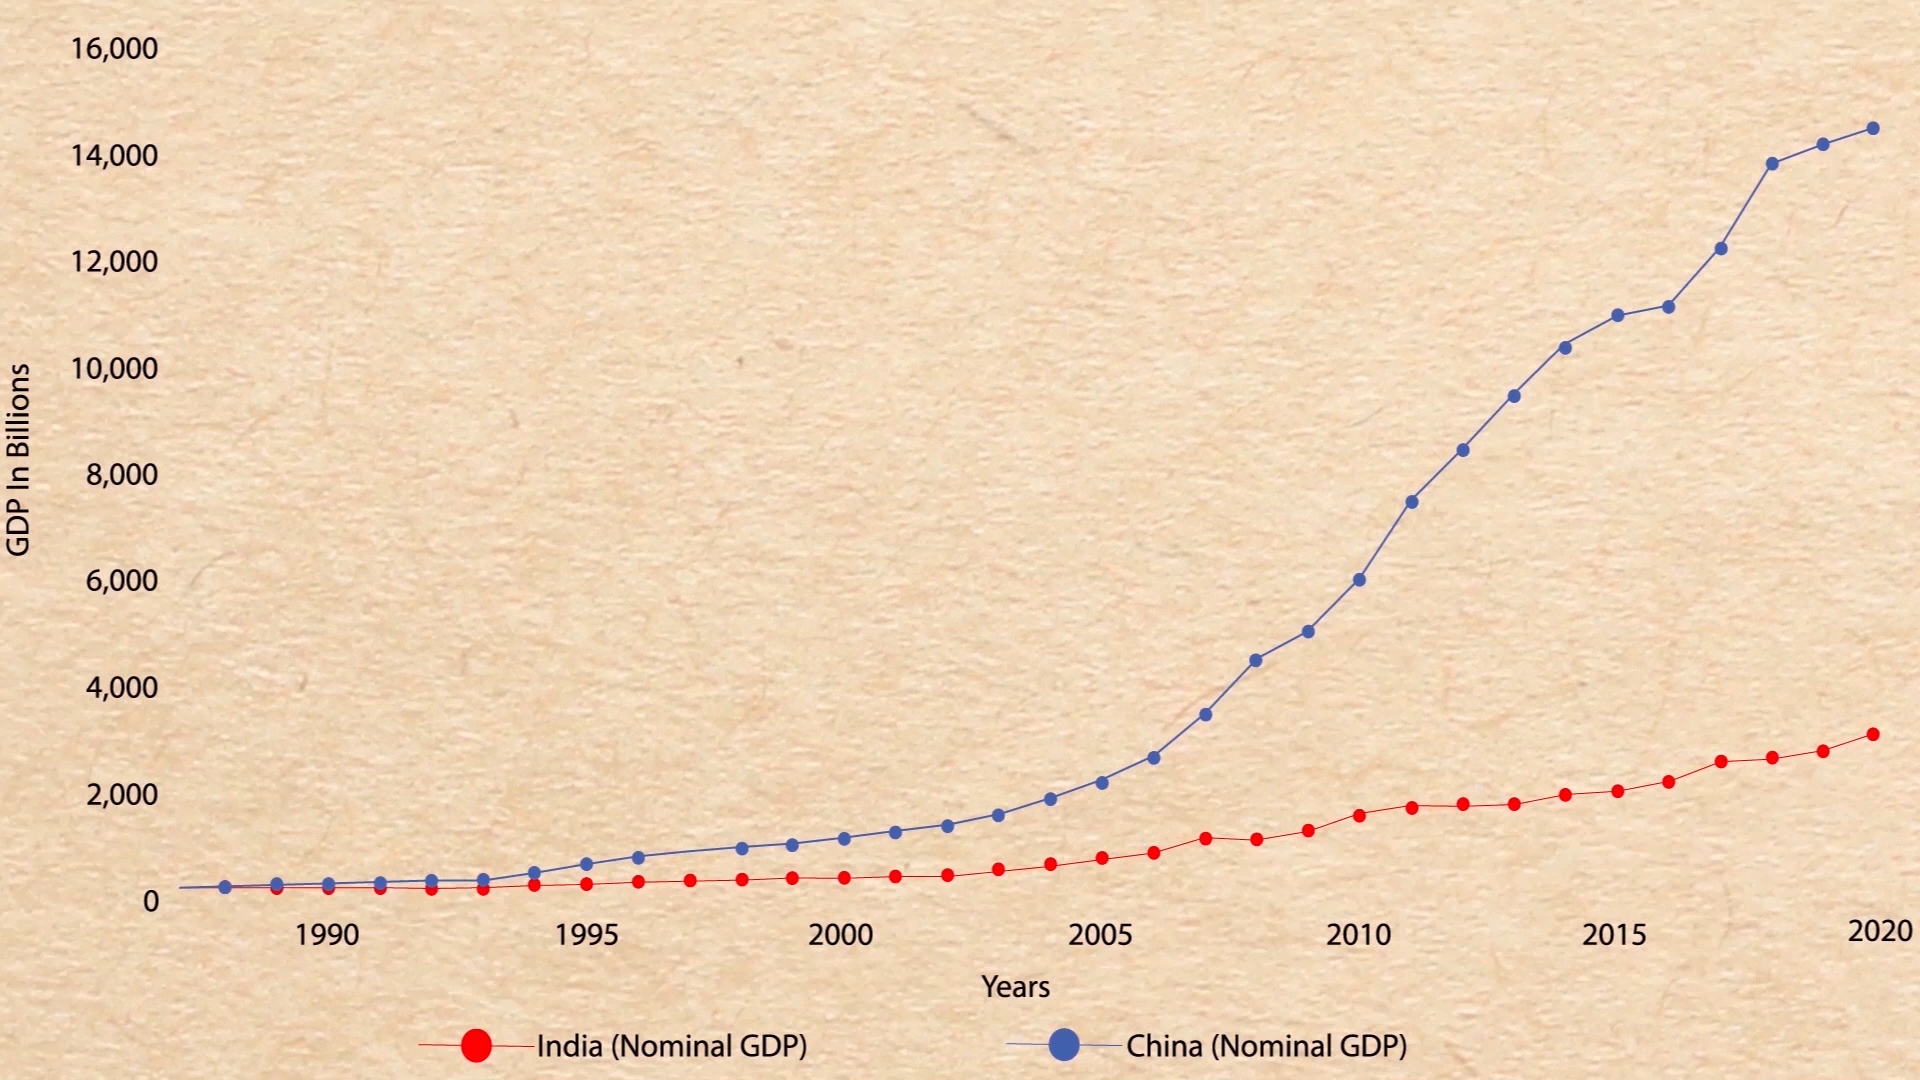 16,000
14,000
12,000
10,000
8,000
6,000
4,000
2,000
0
GDP In Billions
1990 1995 2000 2005 2010 2015 2020
Years
India (Nominal GDP) China (Nominal GDP)